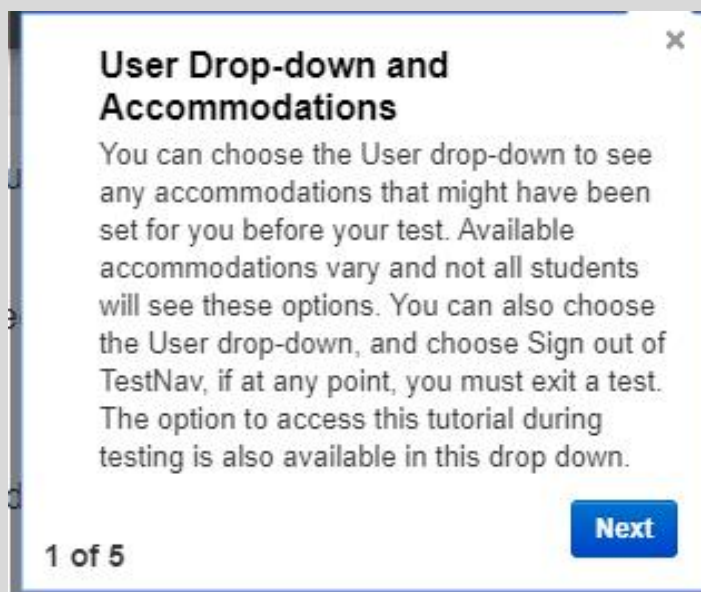 ×
User Drop-down and
Accommodations
You can choose the User drop-down to see
any accommodations that might have been
set for you before your test. Available
accommodations vary and not all students
will see these options. You can also choose
the User drop-down, and choose Sign out of
TestNav, if at any point, you must exit a test.
The option to access this tutorial during
testing is also available in this drop down.
Next
1 of 5